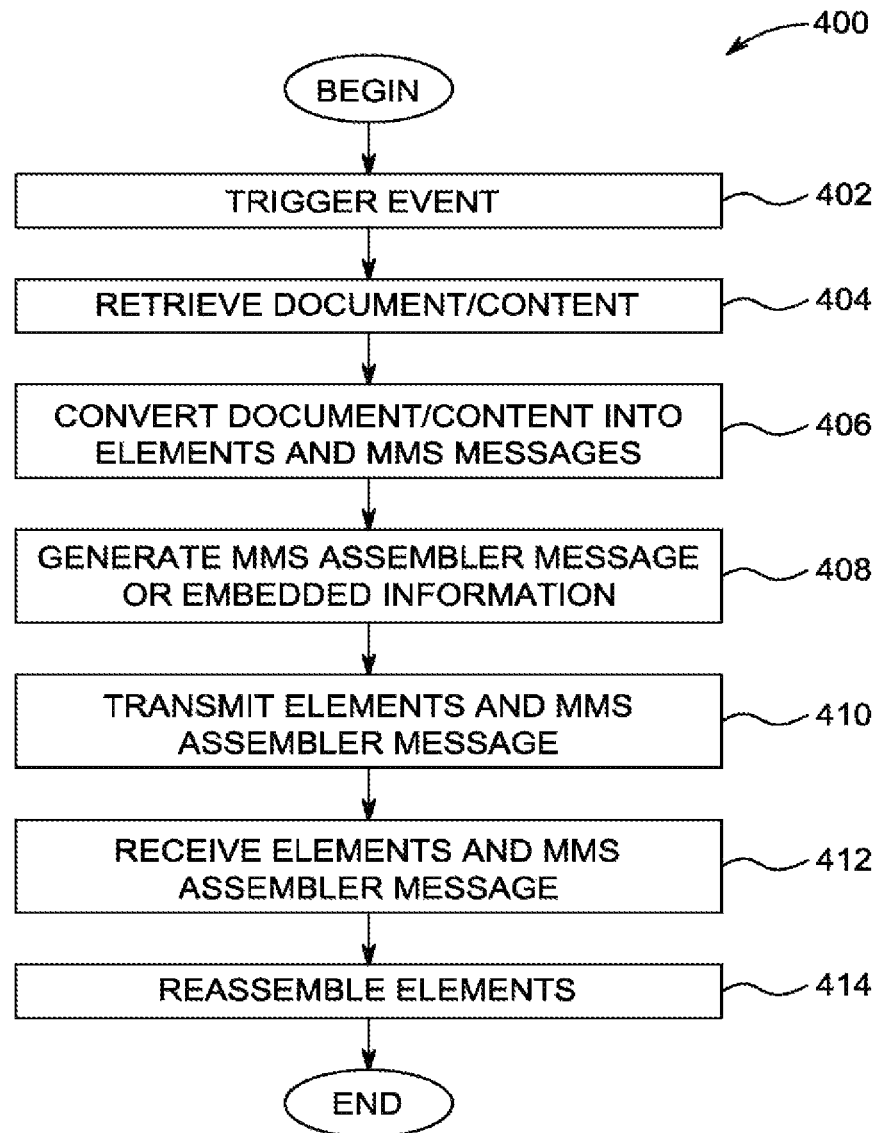 400
BEGIN
TRIGGER EVENT
402
RETRIEVE DOCUMENT/CONTENT
404
CONVERT DOCUMENT/CONTENT INTO
ELEMENTS AND MMS MESSAGES
406
GENERATE MMS ASSEMBLER MESSAGE
OR EMBEDDED INFORMATION
408
TRANSMIT ELEMENTS AND MMS
ASSEMBLER MESSAGE
410
RECEIVE ELEMENTS AND MMS
ASSEMBLER MESSAGE
412
REASSEMBLE ELEMENTS
414
END